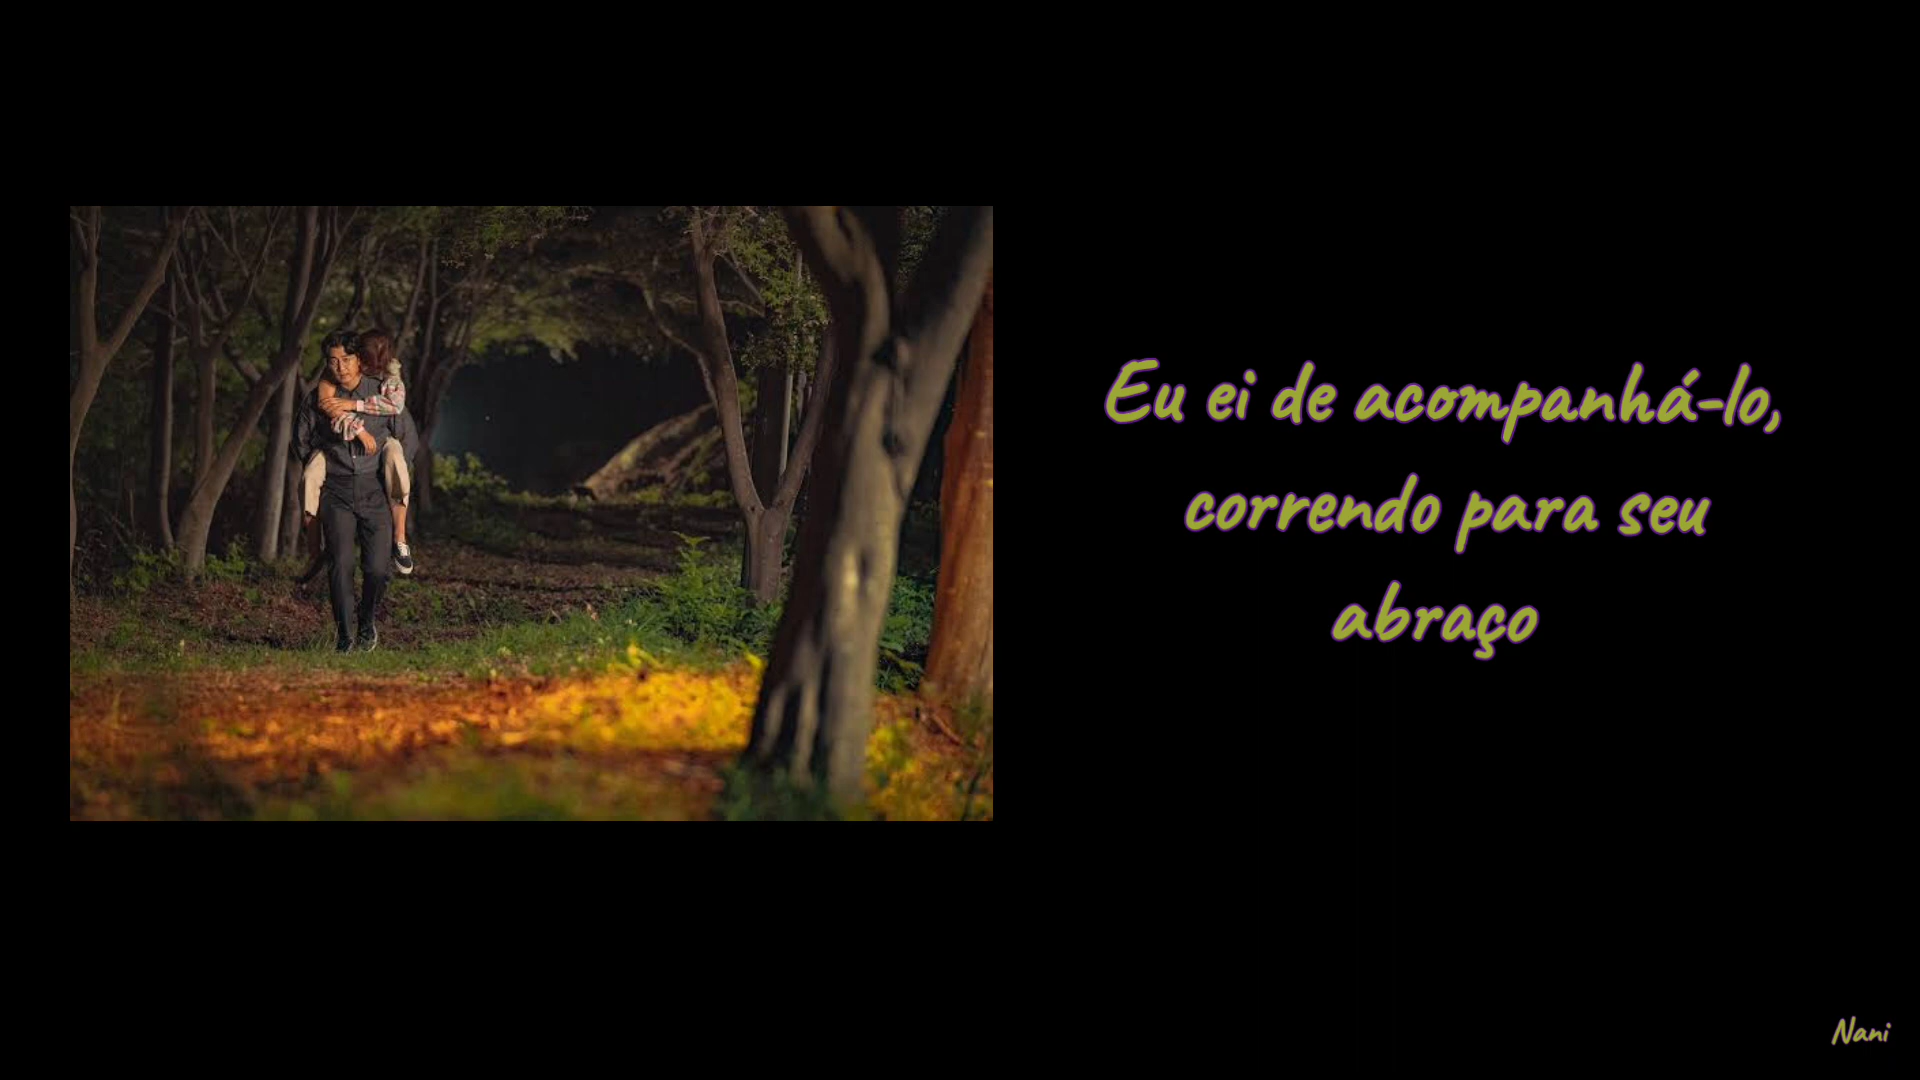 Eu ei de acompanhá-lo,
correndo para seu
abraço
Nani